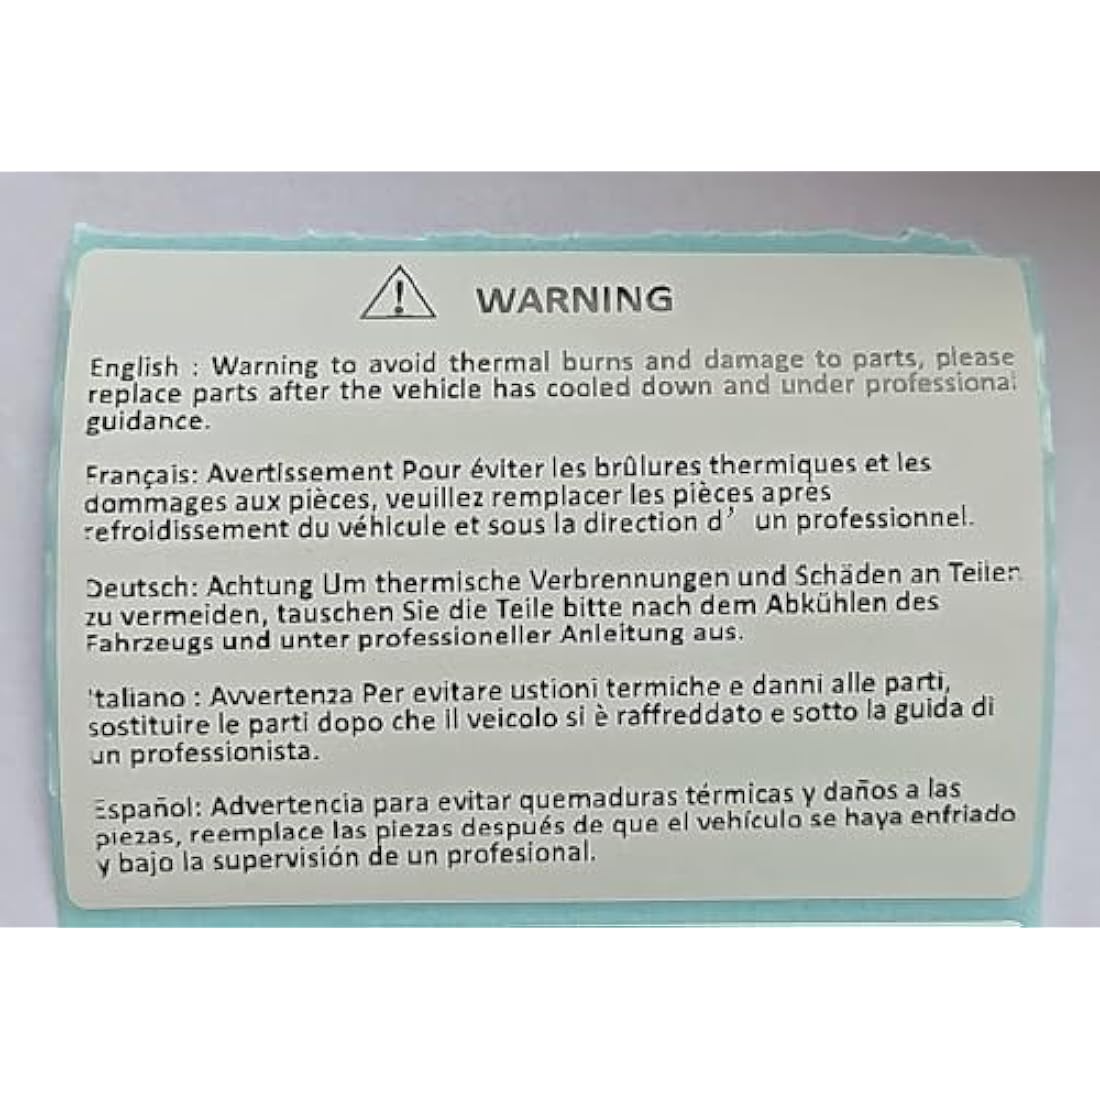 WARNING
English : Warning to avoid thermal burns and damage to parts, please
replace parts after the vehicle has cooled down and under professional
guidance.
Français: Avertissement Pour éviter les brûlures thermiques et les
dommages aux pièces, veuillez remplacer les pièces après
refroidissement du véhicule et sous la direction d’ un professionnel.
Deutsch: Achtung Um thermische Verbrennungen und Schäden an Teilen
zu vermeiden, tauschen Sie die Teile bitte nach dem Abkühlen des
Fahrzeugs und unter professioneller Anleitung aus.
Italiano : Avvertenza Per evitare ustioni termiche e danni alle parti,
sostituire le parti dopo che il veicolo si è raffreddato e sotto la guida di
un professionista.
Español: Advertencia para evitar quemaduras térmicas y daños a las
piezas, reemplace las piezas después de que el vehículo se haya enfriado
y bajo la supervisión de un profesional.